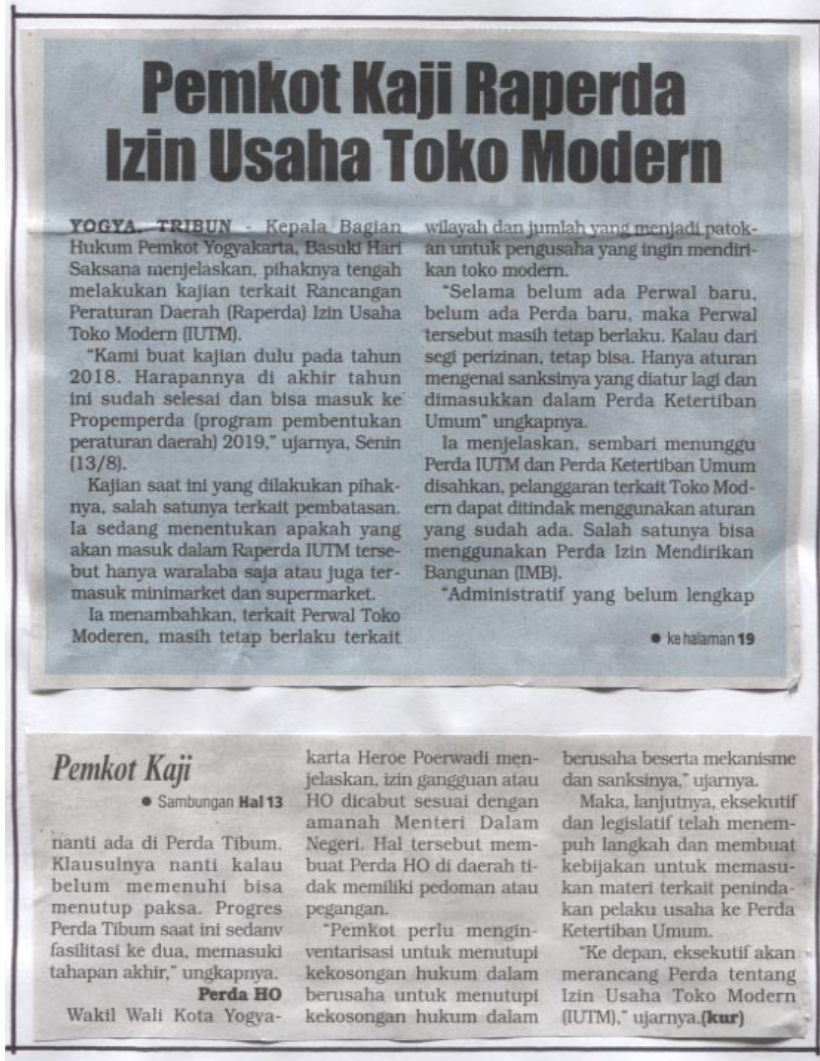 Pemkot Kaji Raperda
Izin Usaha Toko Modern
YOGYA, TRIBUN - Kepala Bagian
Hukum Pemkot Yogyakarta, Basuki Hari
Saksana menjelaskan, pihaknya tengah
melakukan kajian terkait Rancangan
Peraturan Daerah (Raperda) Izin Usaha
Toko Modern (IUTM).
"Kami buat kajian dulu pada tahun
2018. Harapannya di akhir tahun
ini sudah selesai dan bisa masuk ke
Propemperda (program pembentukan
peraturan daerah) 2019," ujarnya, Senin
(13/8).
Kajian saat ini yang dilakukan pihak-
nya, salah satunya terkait pembatasan.
Ia sedang menentukan apakah yang
akan masuk dalam Raperda IUTM terse-
but hanya waralaba saja atau juga ter-
masuk minimarket dan supermarket.
Ia menambahkan, terkait Perwal Toko
Moderen, masih tetap berlaku terkait
wilayah dan jumlah yang menjadi patok-
an untuk pengusaha yang ingin mendiri-
kan toko modern.
"Selama belum ada Perwal baru,
belum ada Perda baru, maka Perwal
tersebut masih tetap berlaku. Kalau dari
segi perizinan, tetap bisa. Hanya aturan
mengenai sanksinya yang diatur lagi dan
dimasukkan dalam Perda Ketertiban
Umum" ungkapnya.
Ia menjelaskan, sembari menunggu
Perda IUTM dan Perda Ketertiban Umum
disahkan, pelanggaran terkait Toko Mod-
ern dapat ditindak menggunakan aturan
yang sudah ada. Salah satunya bisa
menggunakan Perda Izin Mendirikan
Bangunan (IMB).
"Administratif yang belum lengkap
● ke halaman 19
Pemkot Kaji
● Sambungan Hal 13
nanti ada di Perda Tibum.
Klausulnya nanti kalau
belum memenuhi bisa
menutup paksa. Progres
Perda Tibum saat ini sedanv
fasilitasi ke dua, memasuki
tahapan akhir," ungkapnya.
Perda HO
Wakil Wali Kota Yogya-
karta Heroe Poerwadi men-
jelaskan, izin gangguan atau
HO dicabut sesuai dengan
amanah Menteri Dalam
Negeri. Hal tersebut mem-
buat Perda HO di daerah ti-
dak memiliki pedoman atau
pegangan.
"Pemkot perlu mengin-
ventarisasi untuk menutupi
kekosongan hukum dalam
berusaha untuk menutupi
kekosongan hukum dalam
berusaha beserta mekanisme
dan sanksinya," ujarnya.
Maka, lanjutnya, eksekutif
dan legislatif telah menem-
puh langkah dan membuat
kebijakan untuk memasu-
kan materi terkait peninda-
kan pelaku usaha ke Perda
Ketertiban Umum.
"Ke depan, eksekutif akan
merancang Perda tentang
Izin Usaha Toko Modern
(IUTM)," ujarnya.(kur)